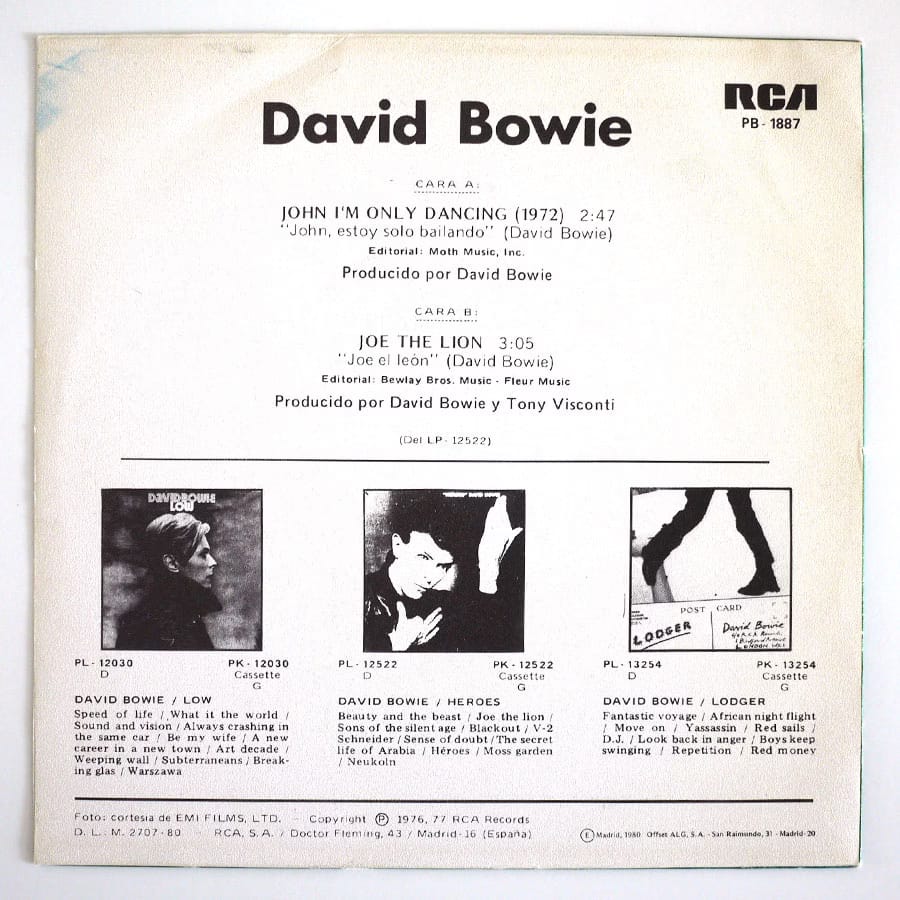 RCA
PB - 1887
David Bowie
CARA A:
JOHN I'M ONLY DANCING (1972) 2:47
"John, estoy solo bailando" (David Bowie)
Editorial: Moth Music, Inc.
Producido por David Bowie
CARA B:
JOE THE LION 3:05
"Joe el león" (David Bowie)
Editorial: Bewlay Bros. Music - Fleur Music
Producido por David Bowie y Tony Visconti
(Del LP - 12522)
DAVID BOWIE
LOW
"HEROES" DAVID BOWIE
POST CARD
LODGER
David Bowie
LONDON
PL - 12030 PK - 12030
D Cassette
G
DAVID BOWIE / LOW
Speed of life / What it the world /
Sound and vision / Always crashing in
the same car / Be my wife / A new
career in a new town / Art decade /
Weeping wall / Subterraneans / Break-
ing glas / Warszawa
PL - 12522 PK - 12522
D Cassette
G
DAVID BOWIE / HEROES
Beauty and the beast / Joe the lion /
Sons of the silent age / Blackout / V-2
Schneider / Sense of doubt / The secret
life of Arabia / Héroes / Moss garden
/ Neukoln
PL - 13254 PK - 13254
D Cassette
G
DAVID BOWIE / LODGER
Fantastic voyage / African night flight
/ Move on / Yassassin / Red sails /
D.J. / Look back in anger / Boys keep
swinging / Repetition / Red money
Foto: cortesia de EMI FILMS, LTD. - Copyright Ⓟ 1976, 77 RCA Records
D. L.: M. 2707 - 80 - RCA, S.A. / Doctor Fleming, 43 / Madrid - 16 (España)
Ⓔ Madrid, 1980 Offset ALG, S.A. - San Raimundo, 31 - Madrid-20